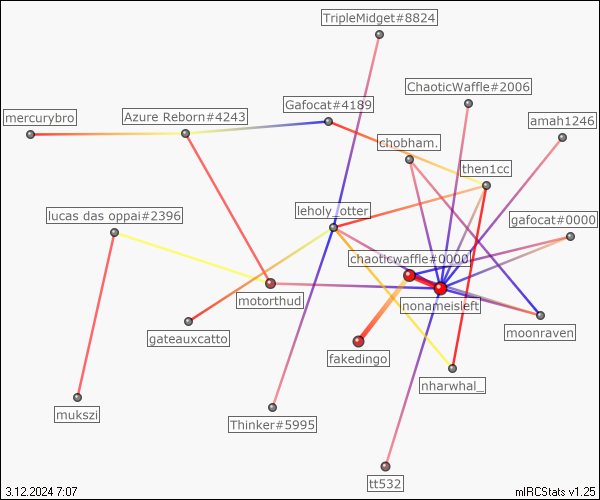 TripleMidget#8824
ChaoticWaffle#2006
Gafocat#4189
mercurybro
Azure Reborn#4243
amah1246
chobham.
then1cc
leholy_otter
lucas das oppai#2396
gafocat#0000
chaoticwaffle#0000
motorthud
nonameisleft
moonraven
gateauxcatto
fakedingo
nharwhal_
mukszi
Thinker#5995
tt532
3.12.2024 7:07
mIRCStats v1.25